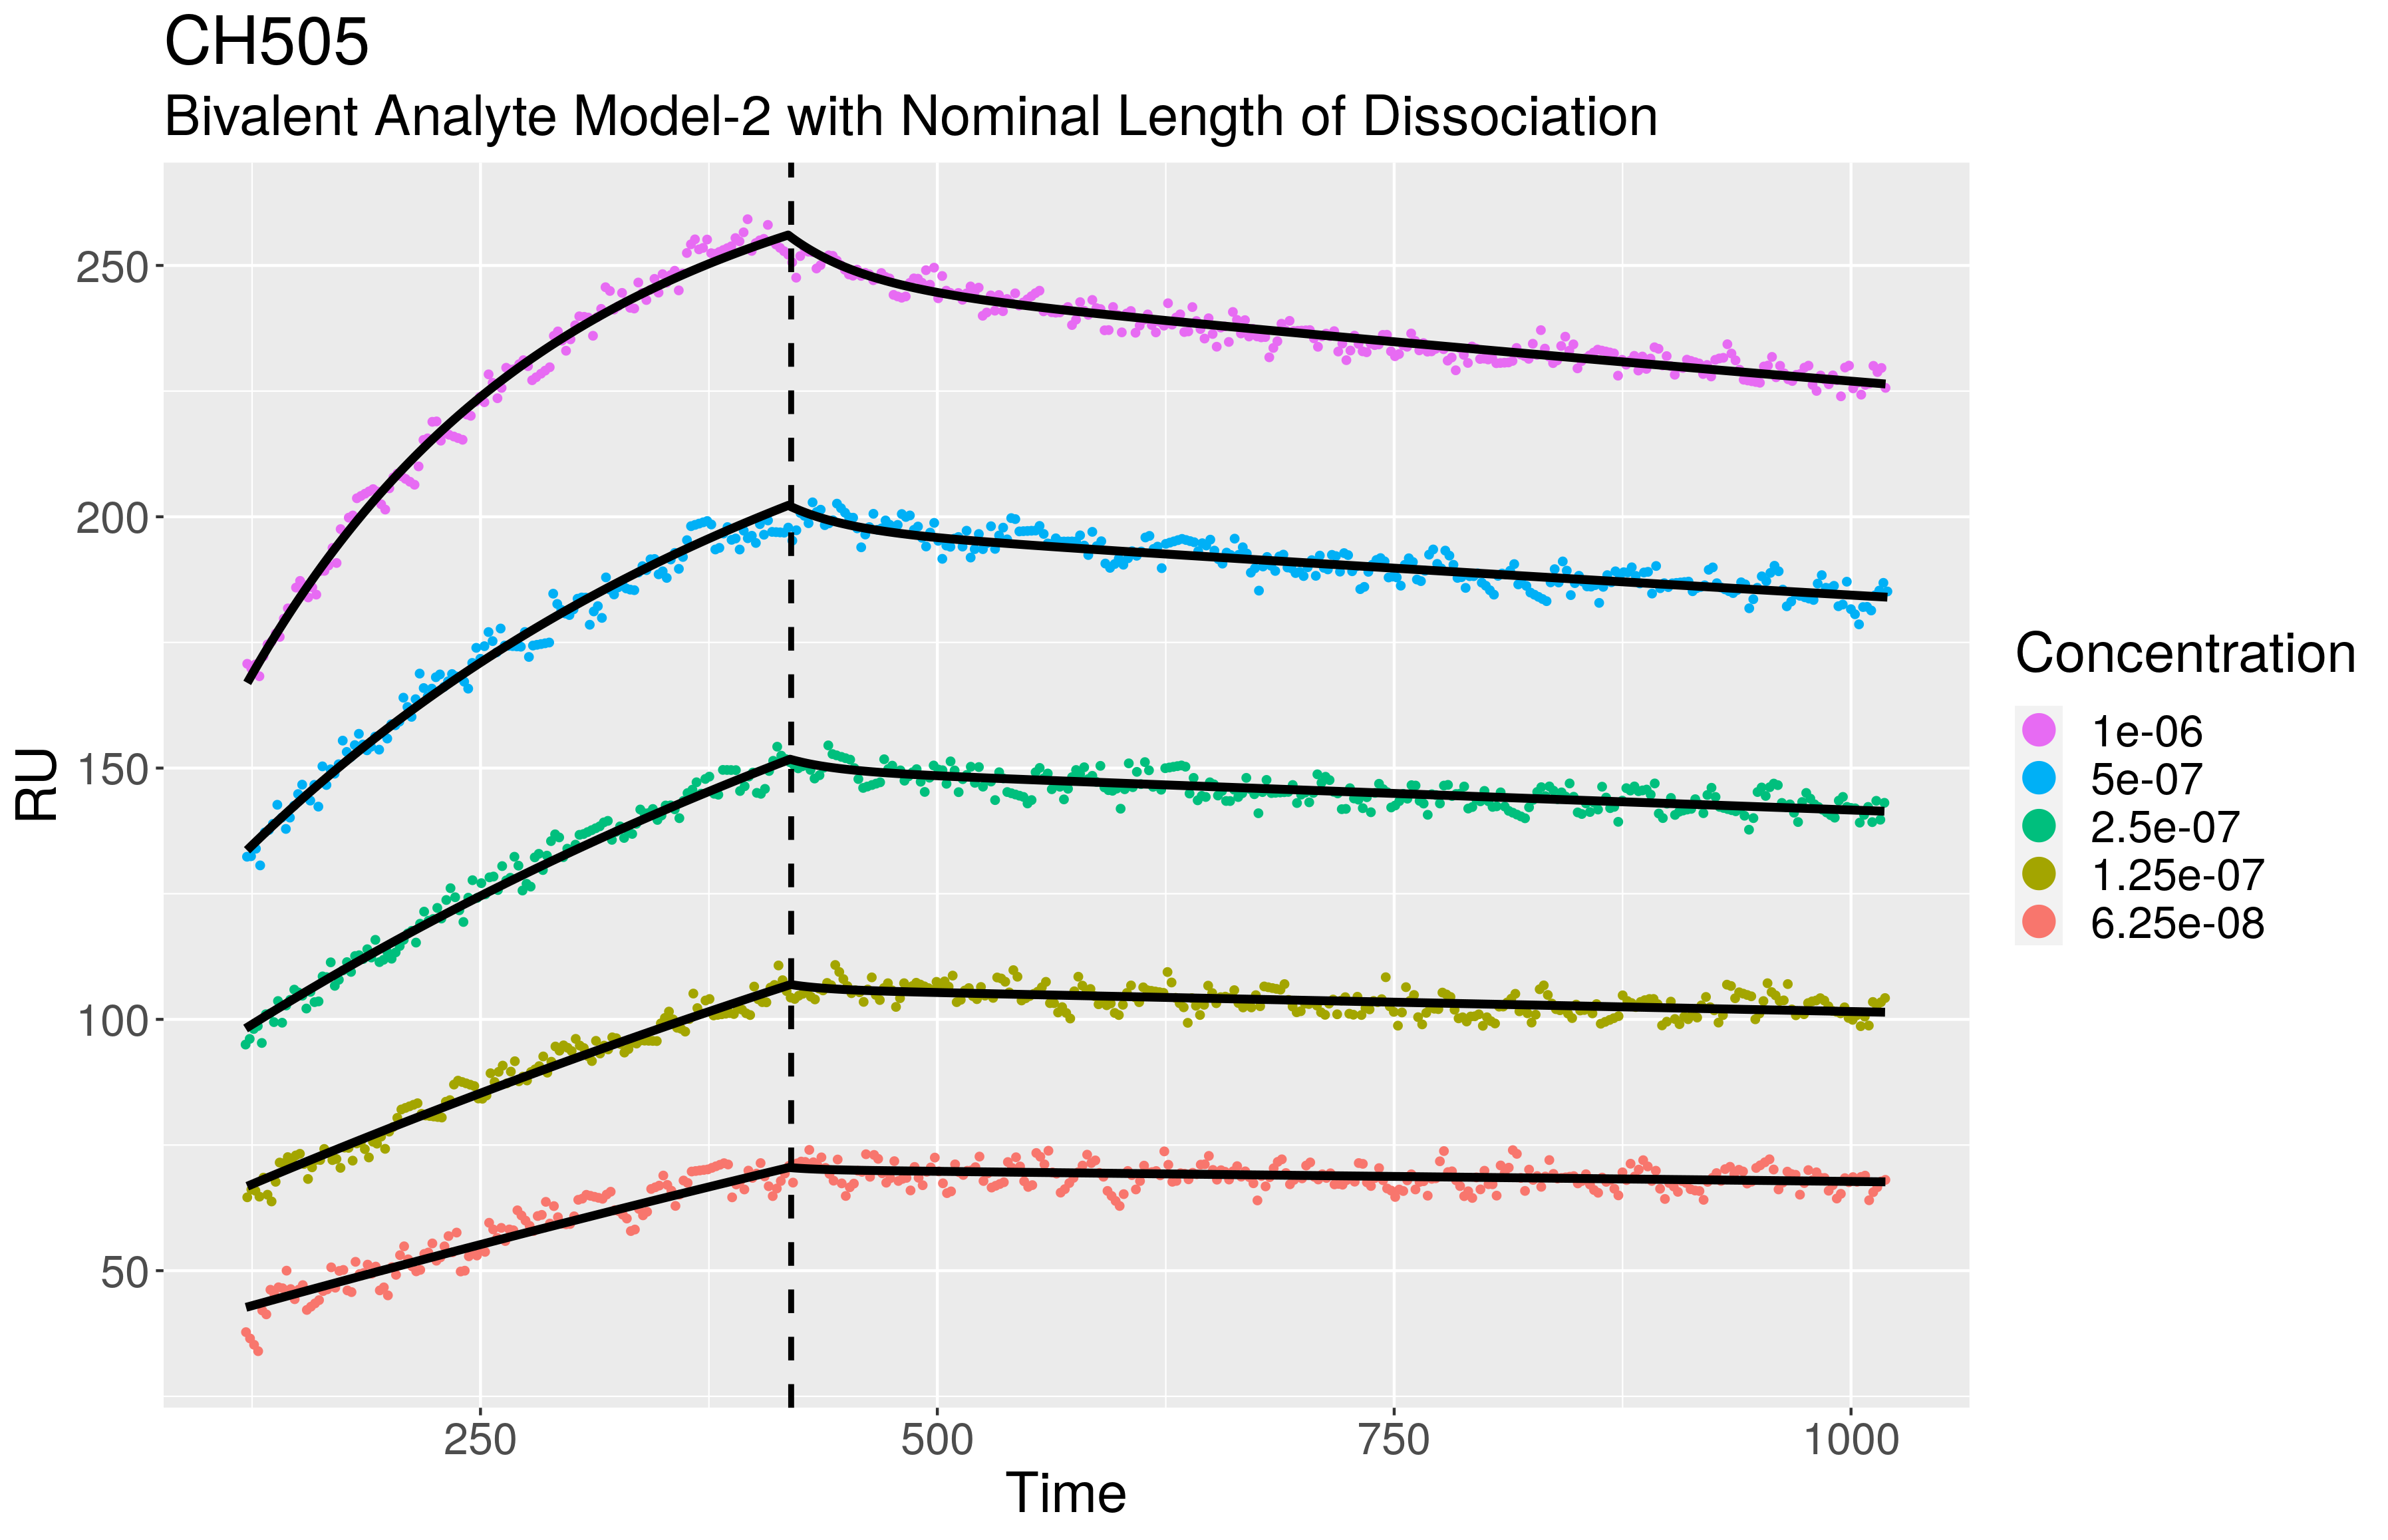 CH505
Bivalent Analyte Model-2 with Nominal Length of Dissociation
RU
250
200
150
100
50
250 500 750 1000
Time
Concentration
1e-06
5e-07
2.5e-07
1.25e-07
6.25e-08